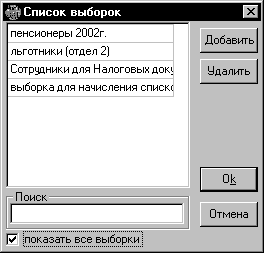 Список выборок
пенсионеры 2002г.
льготники (отдел 2)
Сотрудники для Налоговых доку
выборка для начисления списко
Добавить
Удалить
Ok
Поиск
Отмена
показать все выборки